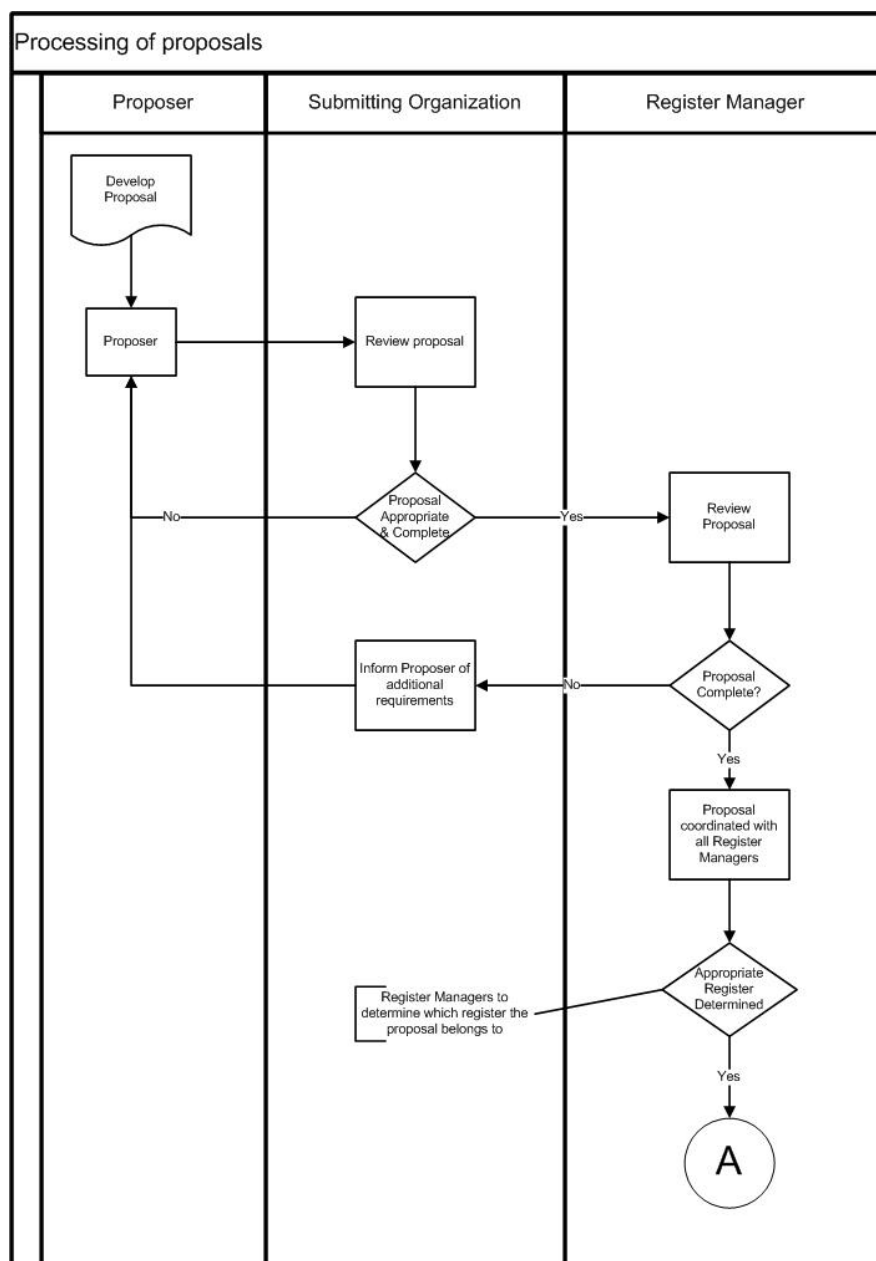 Processing of proposals
Proposer
Submitting Organization
Register Manager
Develop
Proposal
Proposer
Review proposal
Proposal
Appropriate
& Complete
No
Yes
Review
Proposal
Inform Proposer of
additional
requirements
No
Proposal
Complete?
Yes
Proposal
coordinated with
all Register
Managers
Appropriate
Register
Determined
Register Managers to
determine which register the
proposal belongs to
Yes
A